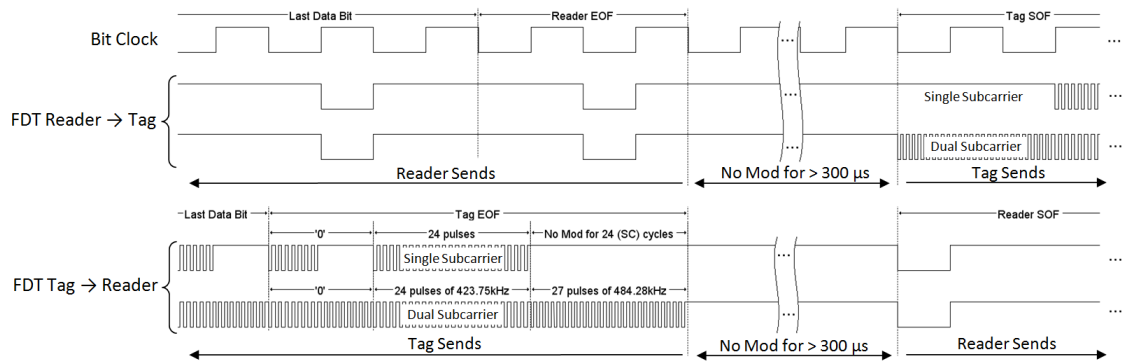 Last Data Bit
Reader EOF
Tag SOF
Bit Clock
...
...
...
FDT Reader → Tag
Single Subcarrier
...
...
Dual Subcarrier
...
...
Reader Sends
No Mod for > 300 µs
Tag Sends
Last Data Bit
Tag EOF
Reader SOF
'0'
24 pulses
No Mod for 24 (SC) cycles
Single Subcarrier
...
...
FDT Tag → Reader
'0'
24 pulses of 423.75kHz
27 pulses of 484.28kHz
Dual Subcarrier
...
...
Tag Sends
No Mod for >300 µs
Reader Sends